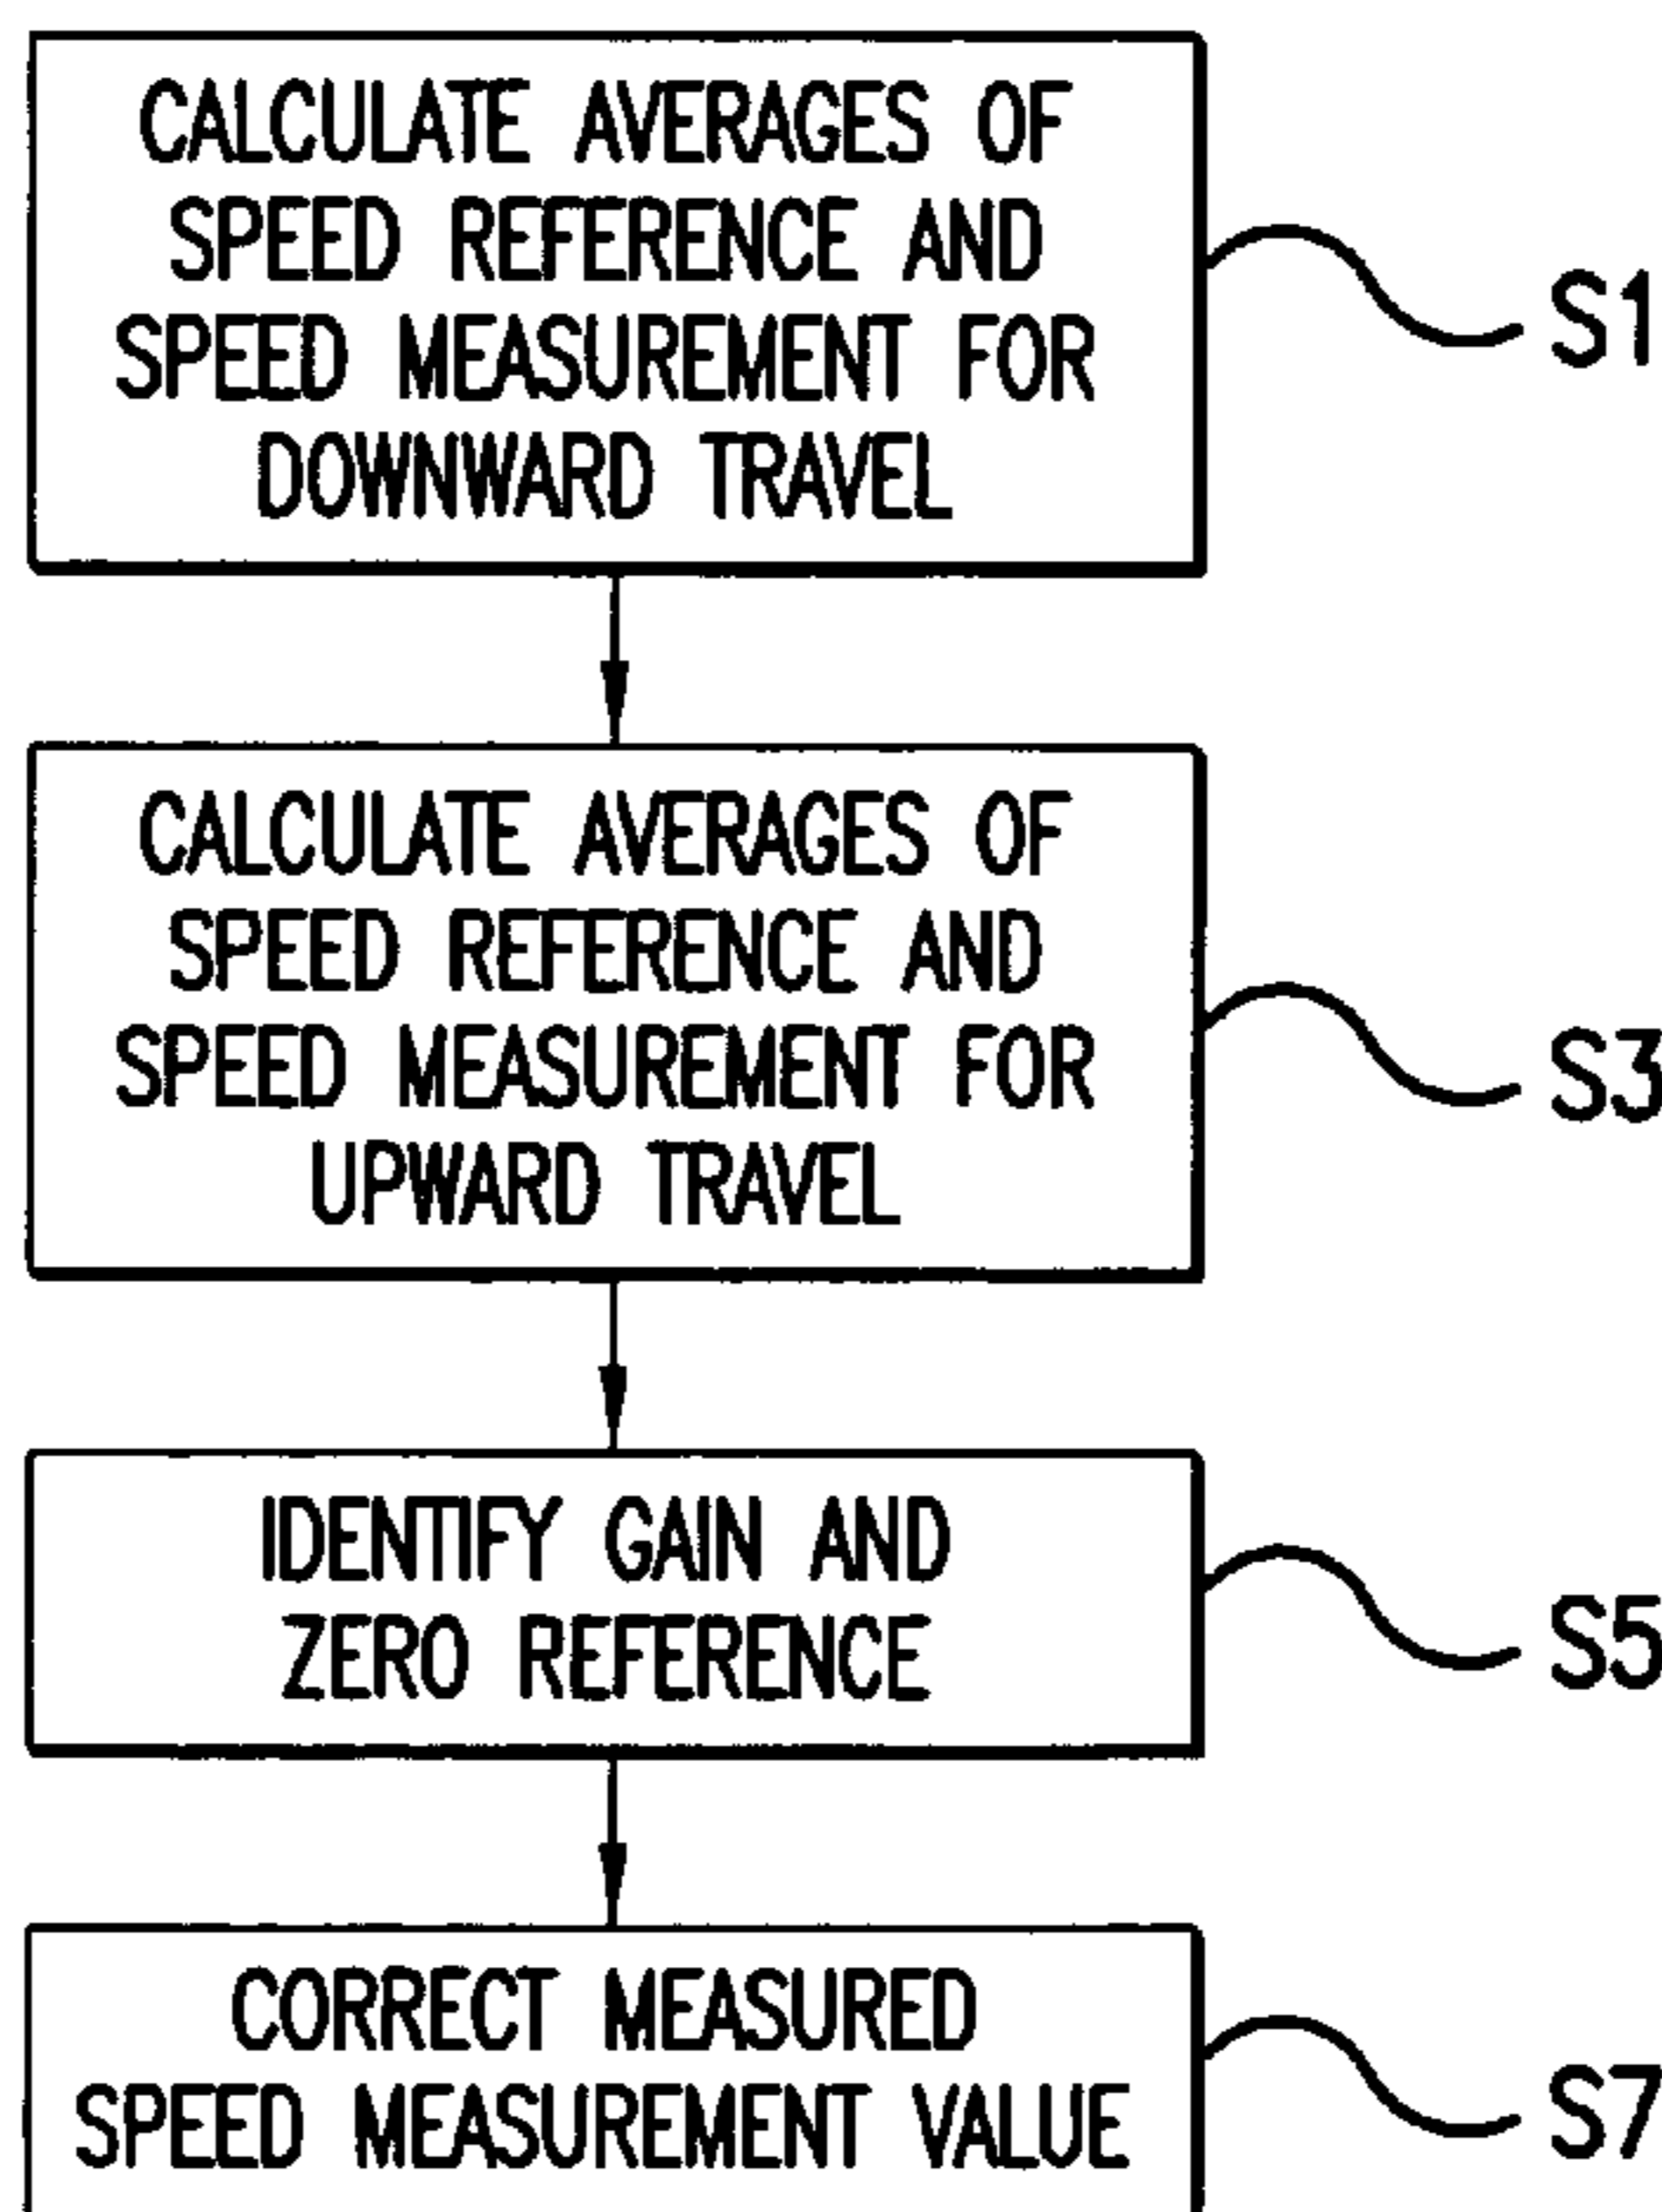 CALCULATE AVERAGES OF
SPEED REFERENCE AND
SPEED MEASUREMENT FOR
DOWNWARD TRAVEL
S1
CALCULATE AVERAGES OF
SPEED REFERENCE AND
SPEED MEASUREMENT FOR
UPWARD TRAVEL
S3
IDENTIFY GAIN AND
ZERO REFERENCE
S5
CORRECT MEASURED
SPEED MEASUREMENT VALUE
S7